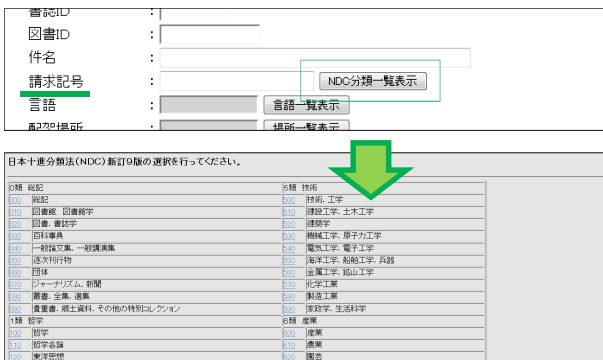 書誌ID :
図書ID :
件名 :
請求記号 : NDC分類一覧表示
言語 : 言語一覧表示
配架場所 : 場所一覧表示
日本十進分類法(NDC)新訂9版の選択を行ってください。
0類 総記 5類 技術
000 総記 500 技術. 工学
010 図書館. 図書館学 510 建設工学. 土木工学
020 図書. 書誌学 520 建築学
030 百科事典 530 機械工学. 原子力工学
040 一般論文集. 一般講演集 540 電気工学. 電子工学
050 逐次刊行物 550 海洋工学. 船舶工学. 兵器
060 団体 560 金属工学. 鉱山工学
070 ジャーナリズム. 新聞 570 化学工業
080 叢書. 全集. 選集 580 製造工業
090 貴重書. 郷土資料. その他の特別コレクション 590 家政学. 生活科学
1類 哲学 6類 産業
100 哲学 600 産業
110 哲学各論 610 農業
120 東洋思想 620 園芸